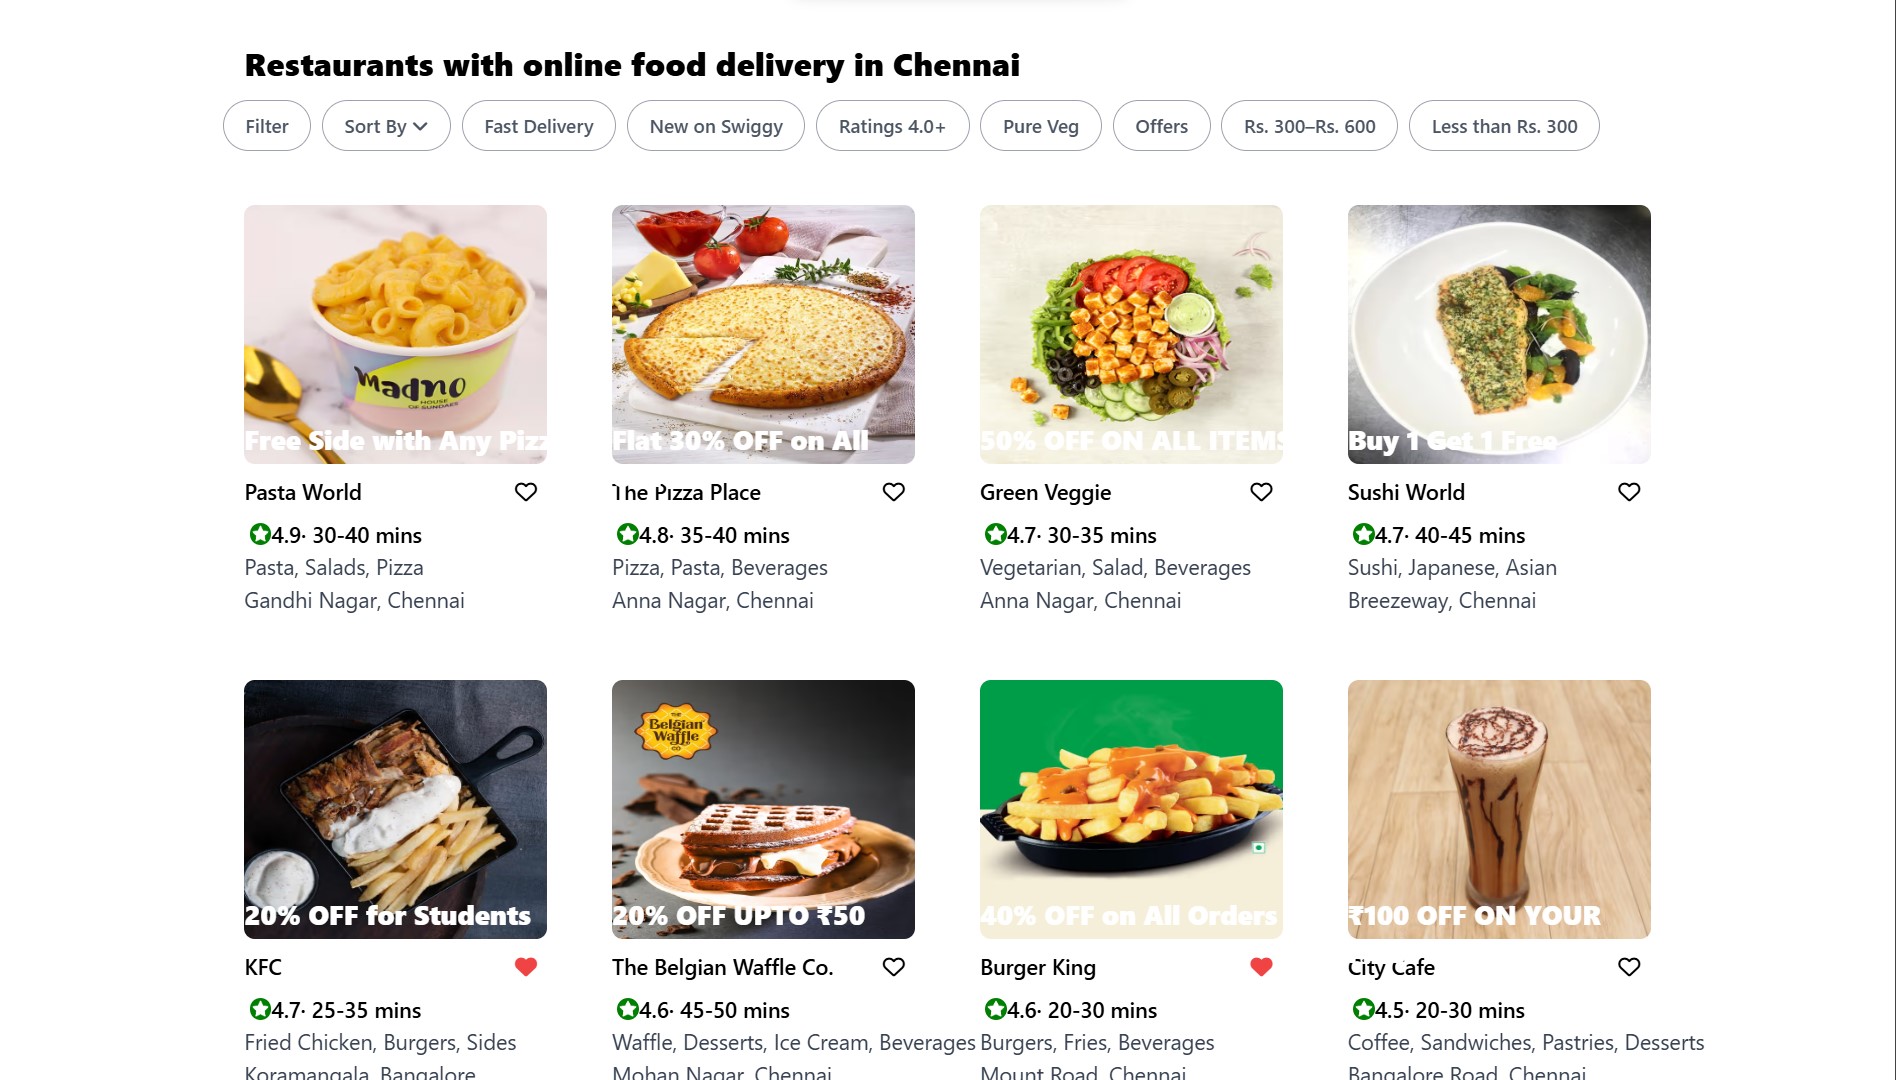 Restaurants with online food delivery in Chennai
Filter
Sort By
Fast Delivery
New on Swiggy
Ratings 4.0+
Pure Veg
Offers
Rs. 300–Rs. 600
Less than Rs. 300
Madno
HOUSE
OF SUNDAES
Free Side with Any Pizz
Pasta World
4.9· 30-40 mins
Pasta, Salads, Pizza
Gandhi Nagar, Chennai
Flat 30% OFF on All
The Pizza Place
4.8· 35-40 mins
Pizza, Pasta, Beverages
Anna Nagar, Chennai
50% OFF ON ALL ITEMS
Green Veggie
4.7· 30-35 mins
Vegetarian, Salad, Beverages
Anna Nagar, Chennai
Buy 1 Get 1 Free
Sushi World
4.7· 40-45 mins
Sushi, Japanese, Asian
Breezeway, Chennai
20% OFF for Students
KFC
4.7· 25-35 mins
Fried Chicken, Burgers, Sides
Koramangala, Bangalore
THE
Belgian
Waffle
CO
20% OFF UPTO ₹50
The Belgian Waffle Co.
4.6· 45-50 mins
Waffle, Desserts, Ice Cream, Beverages
Mohan Nagar, Chennai
40% OFF on All Orders
Burger King
4.6· 20-30 mins
Burgers, Fries, Beverages
Mount Road, Chennai
₹100 OFF ON YOUR
City Cafe
4.5· 20-30 mins
Coffee, Sandwiches, Pastries, Desserts
Bangalore Road, Chennai